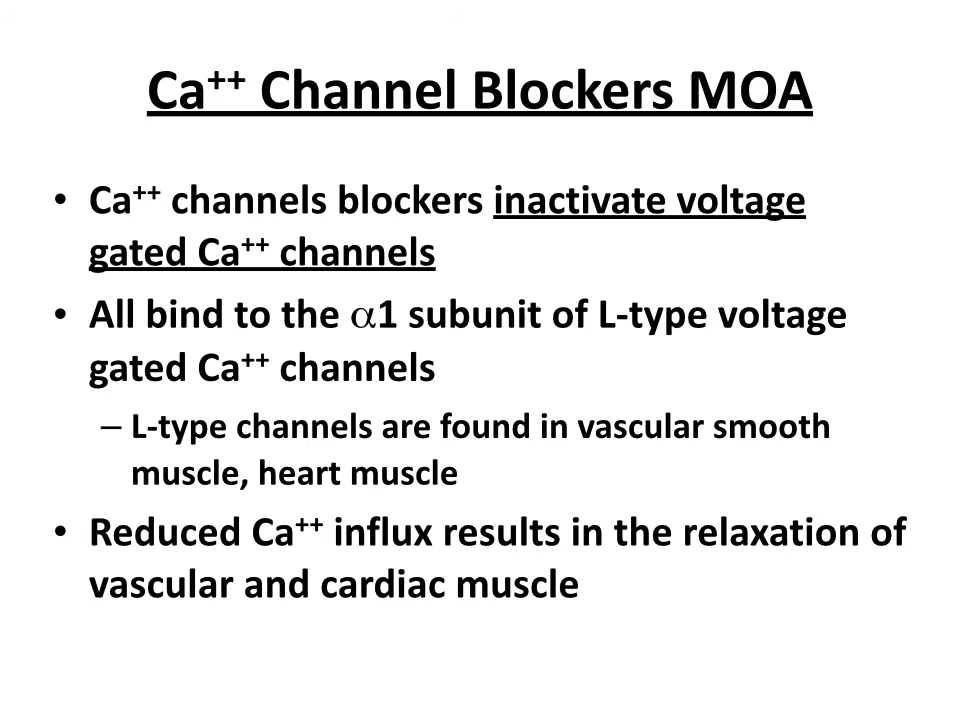 Ca⁺⁺ Channel Blockers MOA
• Ca⁺⁺ channels blockers inactivate voltage
gated Ca⁺⁺ channels
• All bind to the α1 subunit of L-type voltage
gated Ca⁺⁺ channels
– L-type channels are found in vascular smooth
muscle, heart muscle
• Reduced Ca⁺⁺ influx results in the relaxation of
vascular and cardiac muscle